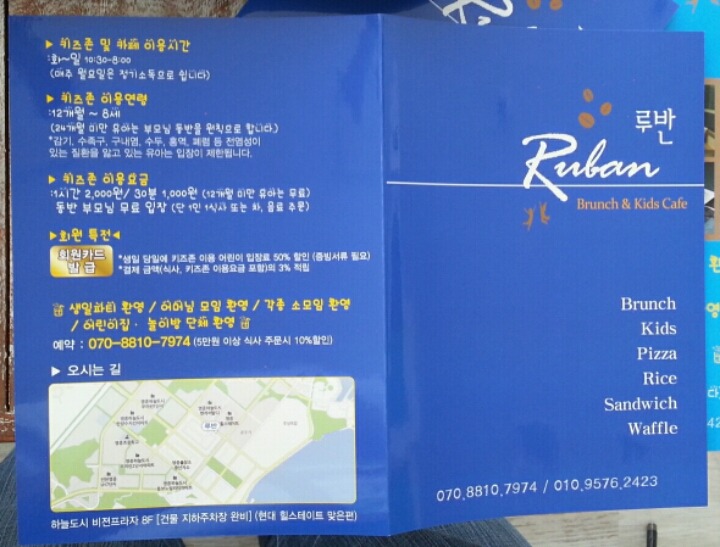 ▶ 키즈존 및 카페 이용시간
:화~일 10:30-8:00
(매주 월요일은 정기소독으로 쉽니다)
▶ 키즈존 이용연령
:12개월 ~ 8세
(24개월 미만 유아는 부모님 동반을 원칙으로 합니다.)
*감기, 수족구, 구내염, 수두, 홍역, 폐렴 등 전염성이
있는 질환을 앓고 있는 유아는 입장이 제한됩니다.
▶ 키즈존 이용요금
:1시간 2,000원/ 30분 1,000원 (12개월 미만 유아는 무료)
동반 부모님 무료 입장 (단 1인 1식사 또는 차, 음료 주문)
▶회원 특전◀
회원카드
발 급
*생일 당일에 키즈존 이용 어린이 입장료 50% 할인 (증빙서류 필요)
*결제 금액(식사, 키즈존 이용요금 포함)의 3% 적립
생일파티 환영 / 어머님 모임 환영 / 각종 소모임 환영
/ 어린이집 · 놀이방 단체 환영
예약 : 070-8810-7974 (5만원 이상 식사 주문시 10%할인)
▶ 오시는 길
루반
하늘도시 비젼프라자 8F [건물 지하주차장 완비] (현대 힐스테이트 맞은편)
루반
Ruban
Brunch & Kids Cafe
Brunch
Kids
Pizza
Rice
Sandwich
Waffle
070.8810.7974 / 010.9576.2423